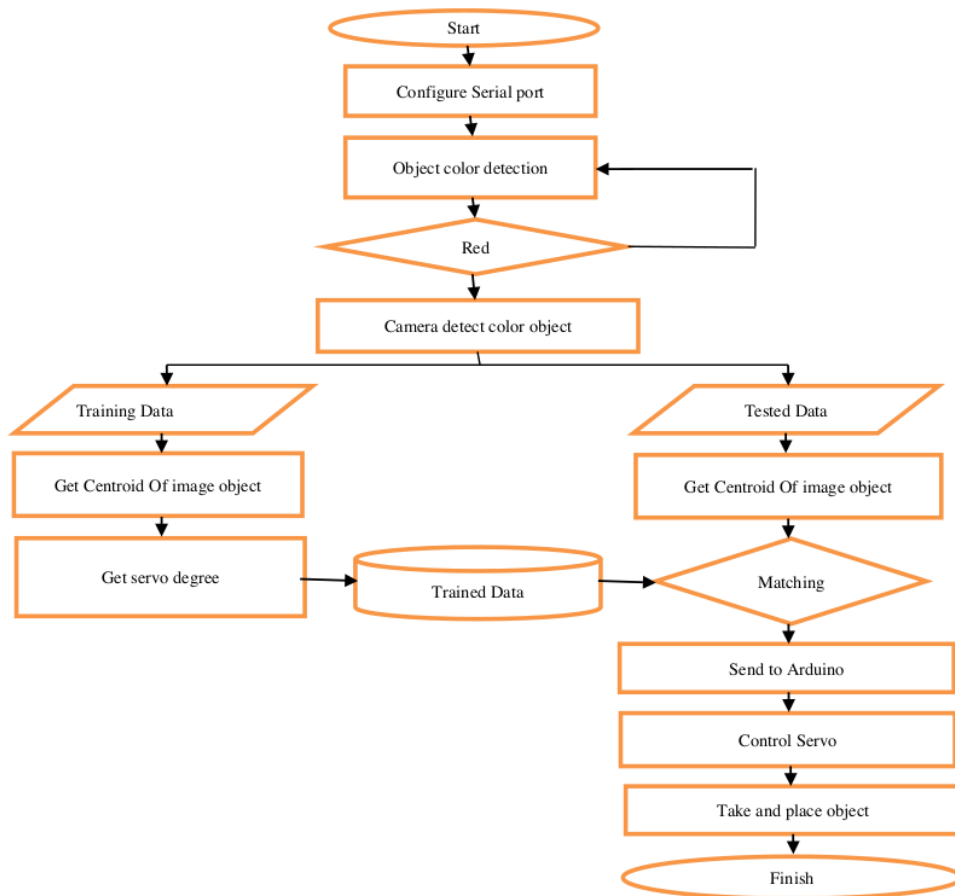 Start
Configure Serial port
Object color detection
Red
Camera detect color object
Training Data
Tested Data
Get Centroid Of image object
Get Centroid Of image object
Get servo degree
Trained Data
Matching
Send to Arduino
Control Servo
Take and place object
Finish